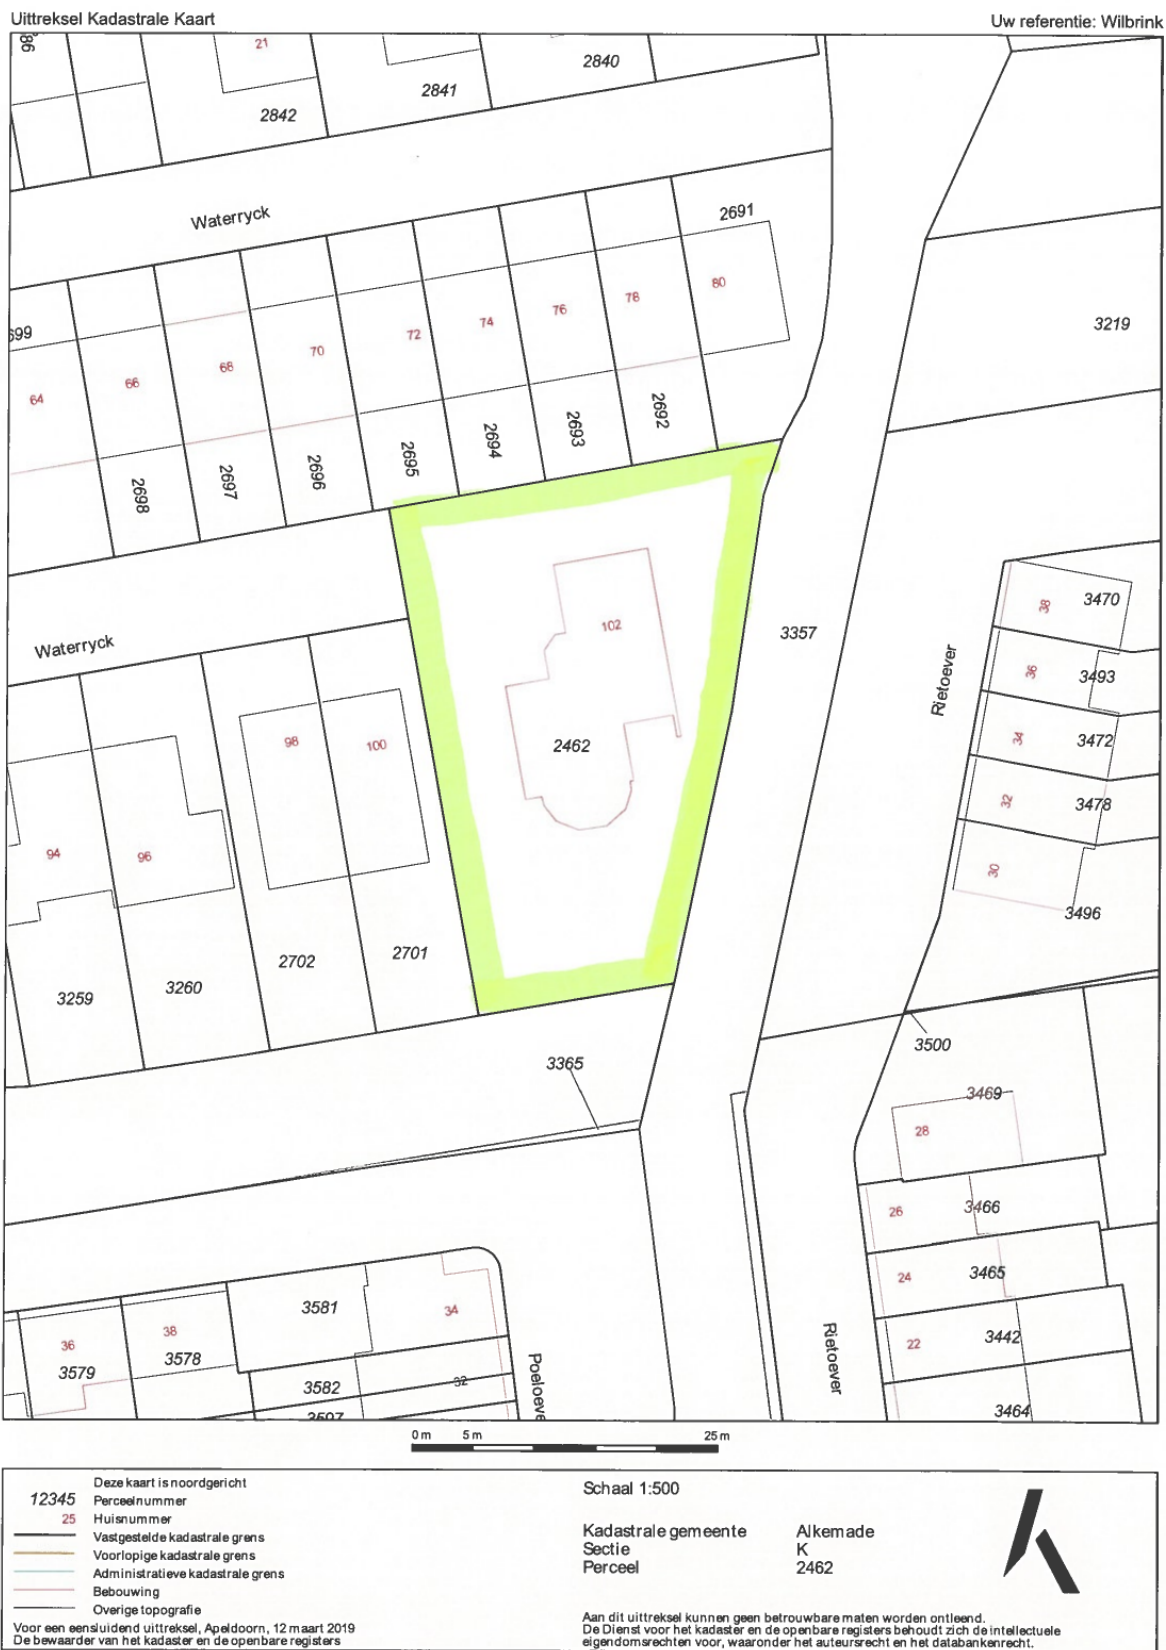 Uittreksel Kadastrale Kaart
Uw referentie: Wilbrink
86
21
2842
2841
2840
Waterryck
2691
80
78
76
74
72
70
68
66
64
699
3219
2692
2693
2694
2695
2696
2697
2698
Waterryck
102
2462
3357
Rietoever
38
3470
36
3493
34
3472
32
3478
30
3496
98
100
94
96
2701
2702
3260
3259
3365
3500
3469
28
26
3466
24
3465
22
3442
3464
Rietoever
3581
34
36
38
3579
3578
3582
32
3597
Poeloeve
0 m 5 m 25 m
Deze kaart is noordgericht
12345 Perceelnummer
25 Huisnummer
Vastgestelde kadastrale grens
Voorlopige kadastrale grens
Administratieve kadastrale grens
Bebouwing
Overige topografie
Voor een eensluidend uittreksel, Apeldoorn, 12 maart 2019
De bewaarder van het kadaster en de openbare registers
Schaal 1:500
Kadastrale gemeente Alkemade
Sectie K
Perceel 2462
Aan dit uittreksel kunnen geen betrouwbare maten worden ontleend.
De Dienst voor het kadaster en de openbare registers behoudt zich de intellectuele
eigendomsrechten voor, waaronder het auteursrecht en het databankenrecht.